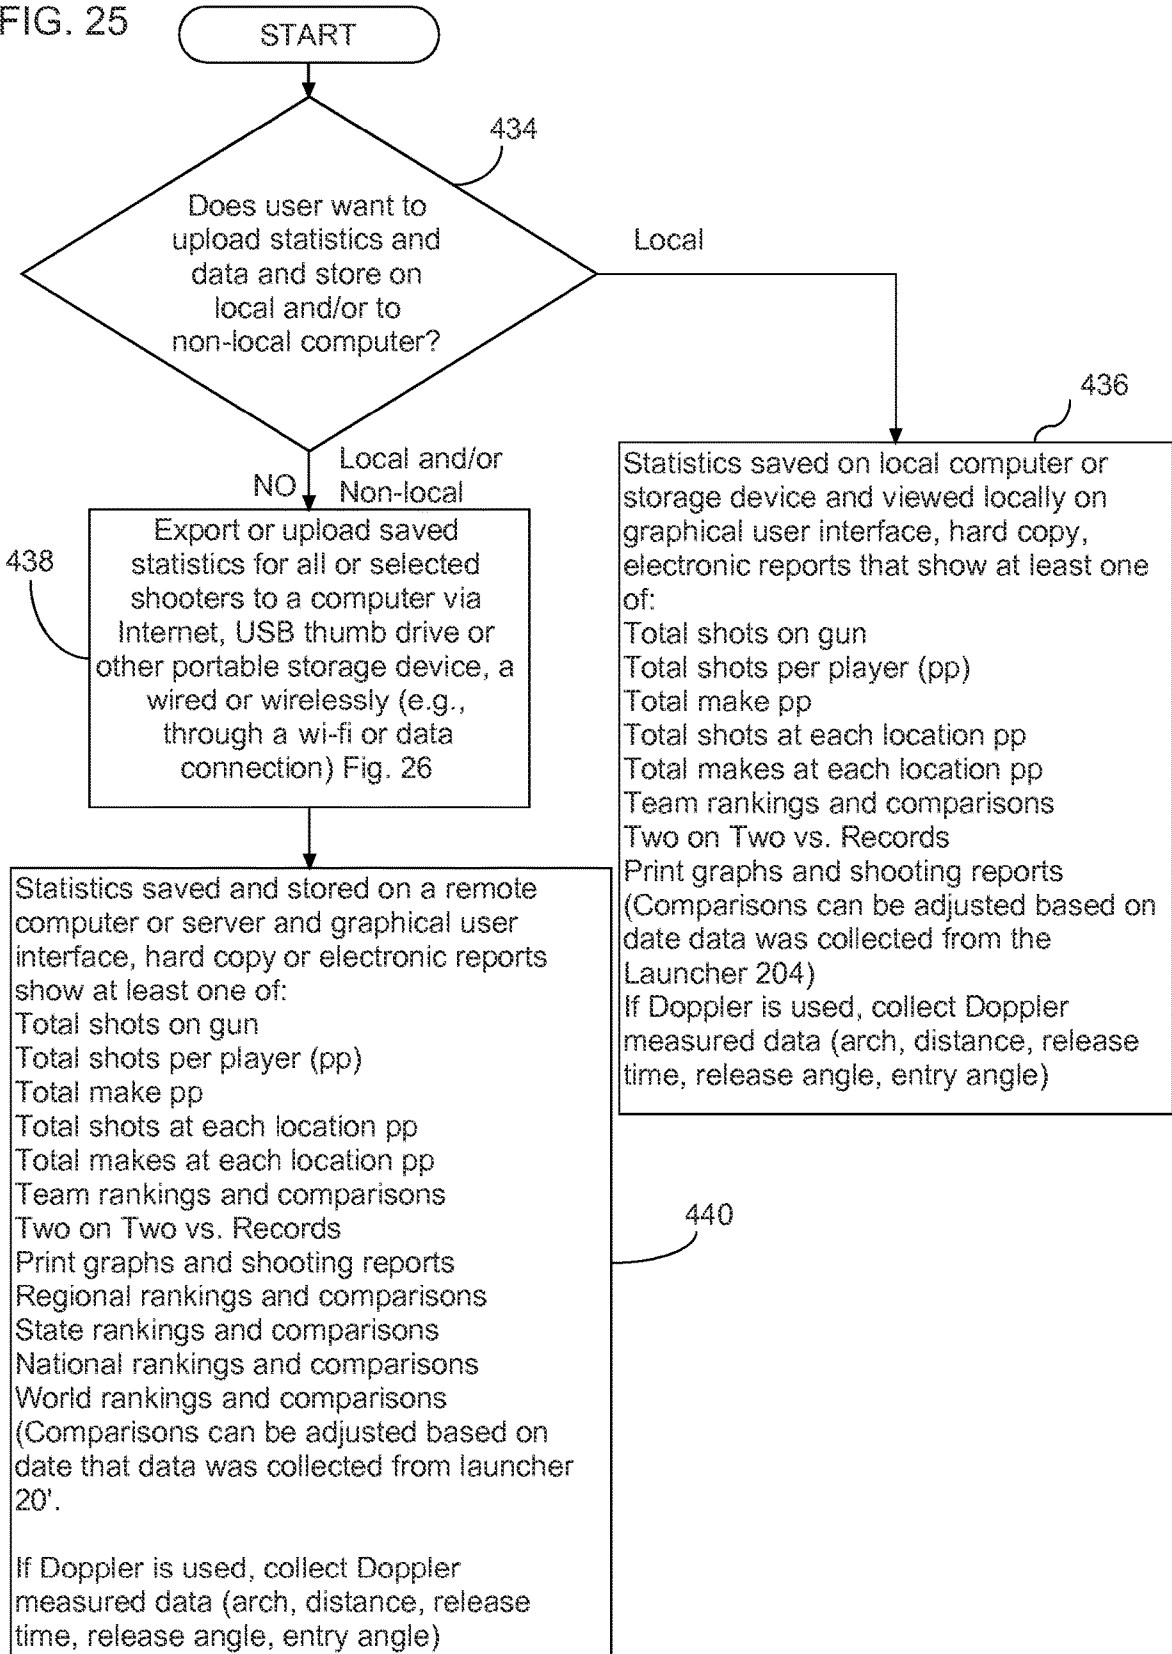 FIG. 25
START
434
Does user want to
upload statistics and
data and store on
local and/or to
non-local computer?
Local
436
NO
Local and/or
Non-local
438
Export or upload saved
statistics for all or selected
shooters to a computer via
Internet, USB thumb drive or
other portable storage device, a
wired or wirelessly (e.g.,
through a wi-fi or data
connection) Fig. 26
Statistics saved on local computer or
storage device and viewed locally on
graphical user interface, hard copy,
electronic reports that show at least one
of:
Total shots on gun
Total shots per player (pp)
Total make pp
Total shots at each location pp
Total makes at each location pp
Team rankings and comparisons
Two on Two vs. Records
Print graphs and shooting reports
(Comparisons can be adjusted based on
date data was collected from the
Launcher 204)
If Doppler is used, collect Doppler
measured data (arch, distance, release
time, release angle, entry angle)
Statistics saved and stored on a remote
computer or server and graphical user
interface, hard copy or electronic reports
show at least one of:
Total shots on gun
Total shots per player (pp)
Total make pp
Total shots at each location pp
Total makes at each location pp
Team rankings and comparisons
Two on Two vs. Records
Print graphs and shooting reports
Regional rankings and comparisons
State rankings and comparisons
National rankings and comparisons
World rankings and comparisons
(Comparisons can be adjusted based on
date that data was collected from launcher
20'.
If Doppler is used, collect Doppler
measured data (arch, distance, release
time, release angle, entry angle)
440